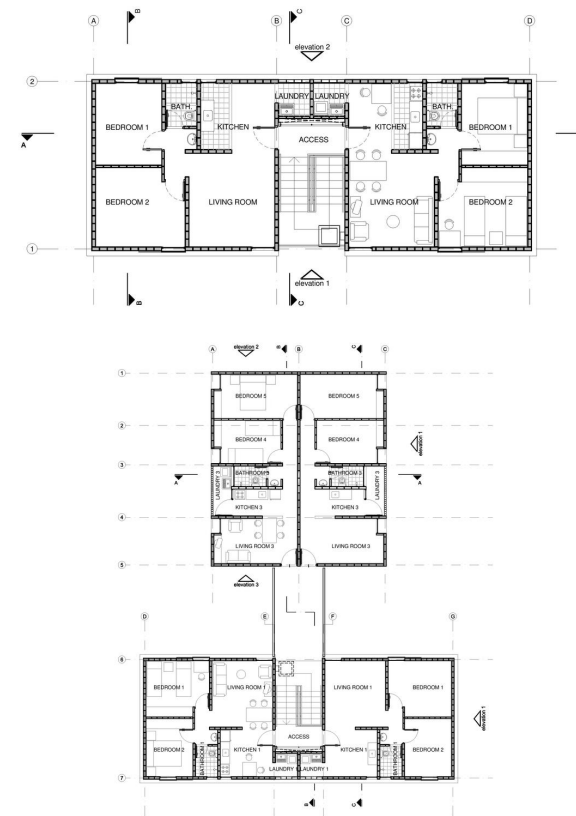 B
C
A
B
C
D
elevation 2
2
LAUNDRY
LAUNDRY
BATH.
BATH.
BEDROOM 1
KITCHEN
KITCHEN
BEDROOM 1
ACCESS
A
BEDROOM 2
LIVING ROOM
LIVING ROOM
BEDROOM 2
1
elevation 1
B
C
elevation 2
A
B
B
C
C
1
BEDROOM 5
BEDROOM 5
2
BEDROOM 4
BEDROOM 4
elevation 1
3
BATHROOM 3
BATHROOM 3
LAUNDRY 3
LAUNDRY 3
A
A
KITCHEN 3
KITCHEN 3
4
LIVING ROOM 3
LIVING ROOM 3
5
elevation 3
D
E
F
G
6
BEDROOM 1
LIVING ROOM 1
LIVING ROOM 1
BEDROOM 1
elevation 1
ACCESS
BEDROOM 2
BATHROOM 1
KITCHEN 1
KITCHEN 1
BATHROOM 1
BEDROOM 2
LAUNDRY 1
LAUNDRY 1
7
B
C